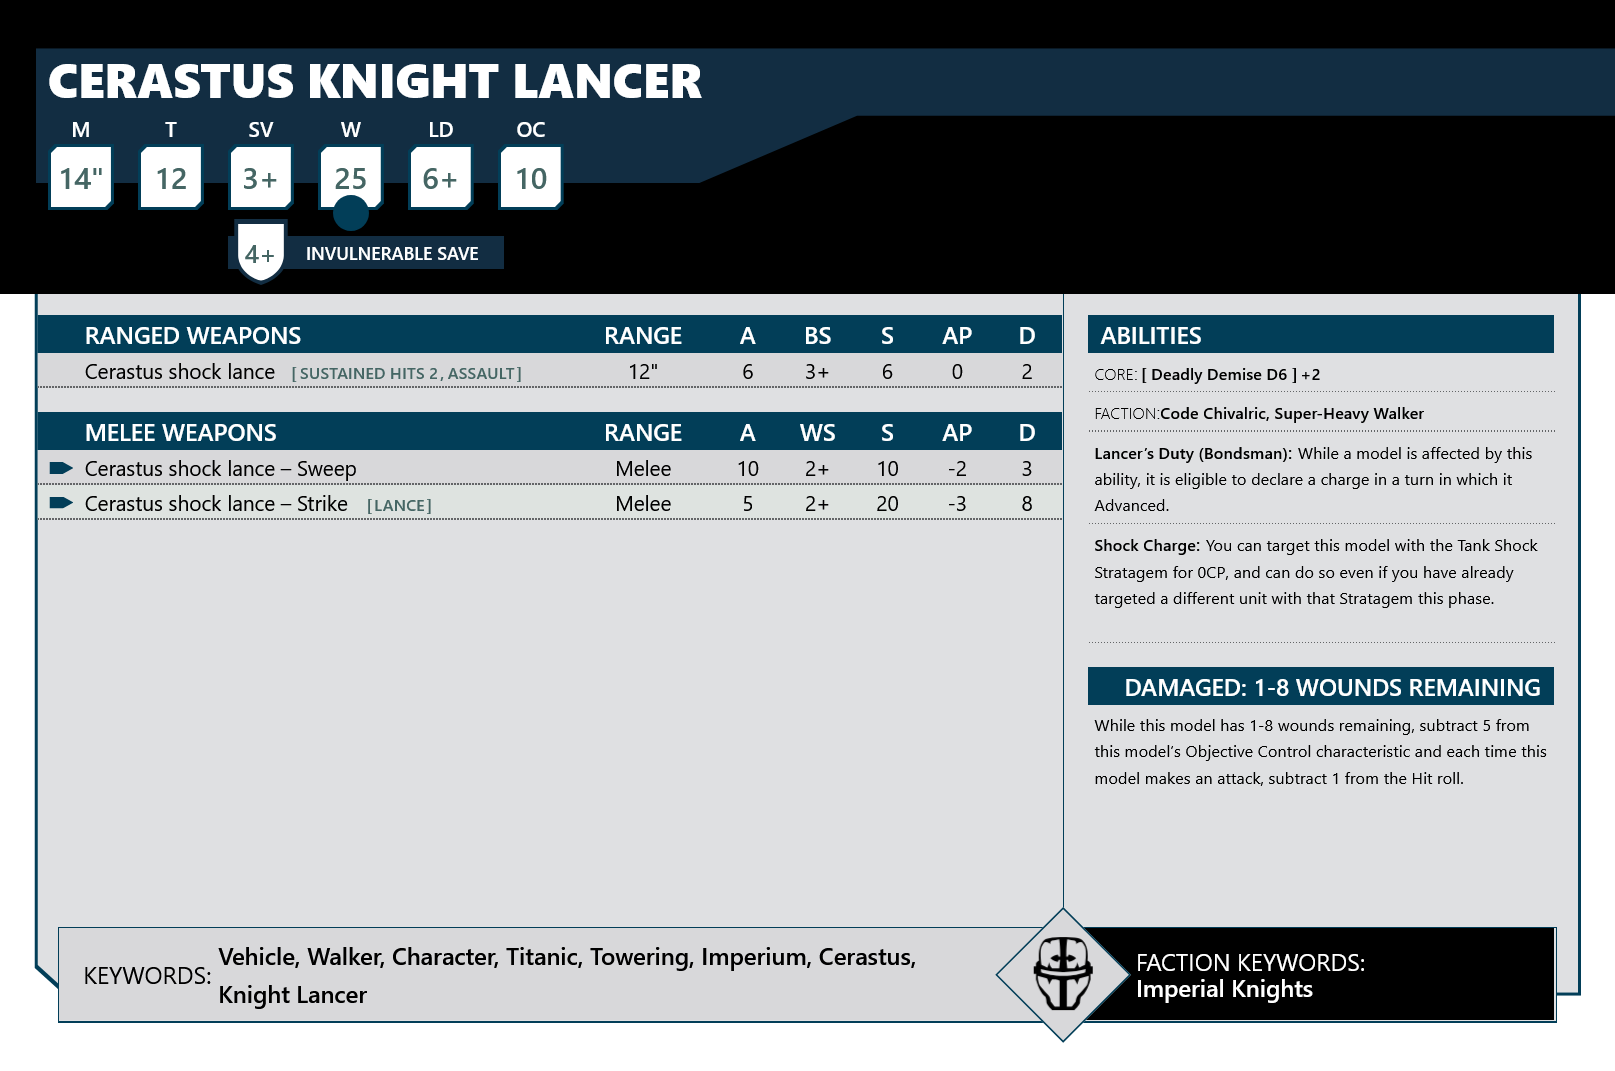 CERASTUS KNIGHT LANCER
M T SV W LD OC
14" 12 3+ 25 6+ 10
4+ INVULNERABLE SAVE
RANGED WEAPONS RANGE A BS S AP D
Cerastus shock lance [ SUSTAINED HITS 2, ASSAULT] 12" 6 3+ 6 0 2
MELEE WEAPONS RANGE A WS S AP D
Cerastus shock lance – Sweep Melee 10 2+ 10 -2 3
Cerastus shock lance – Strike [LANCE] Melee 5 2+ 20 -3 8
ABILITIES
CORE: [ Deadly Demise D6 ] +2
FACTION:Code Chivalric, Super-Heavy Walker
Lancer’s Duty (Bondsman): While a model is affected by this
ability, it is eligible to declare a charge in a turn in which it
Advanced.
Shock Charge: You can target this model with the Tank Shock
Stratagem for 0CP, and can do so even if you have already
targeted a different unit with that Stratagem this phase.
DAMAGED: 1-8 WOUNDS REMAINING
While this model has 1-8 wounds remaining, subtract 5 from
this model’s Objective Control characteristic and each time this
model makes an attack, subtract 1 from the Hit roll.
KEYWORDS: Vehicle, Walker, Character, Titanic, Towering, Imperium, Cerastus,
Knight Lancer
FACTION KEYWORDS:
Imperial Knights